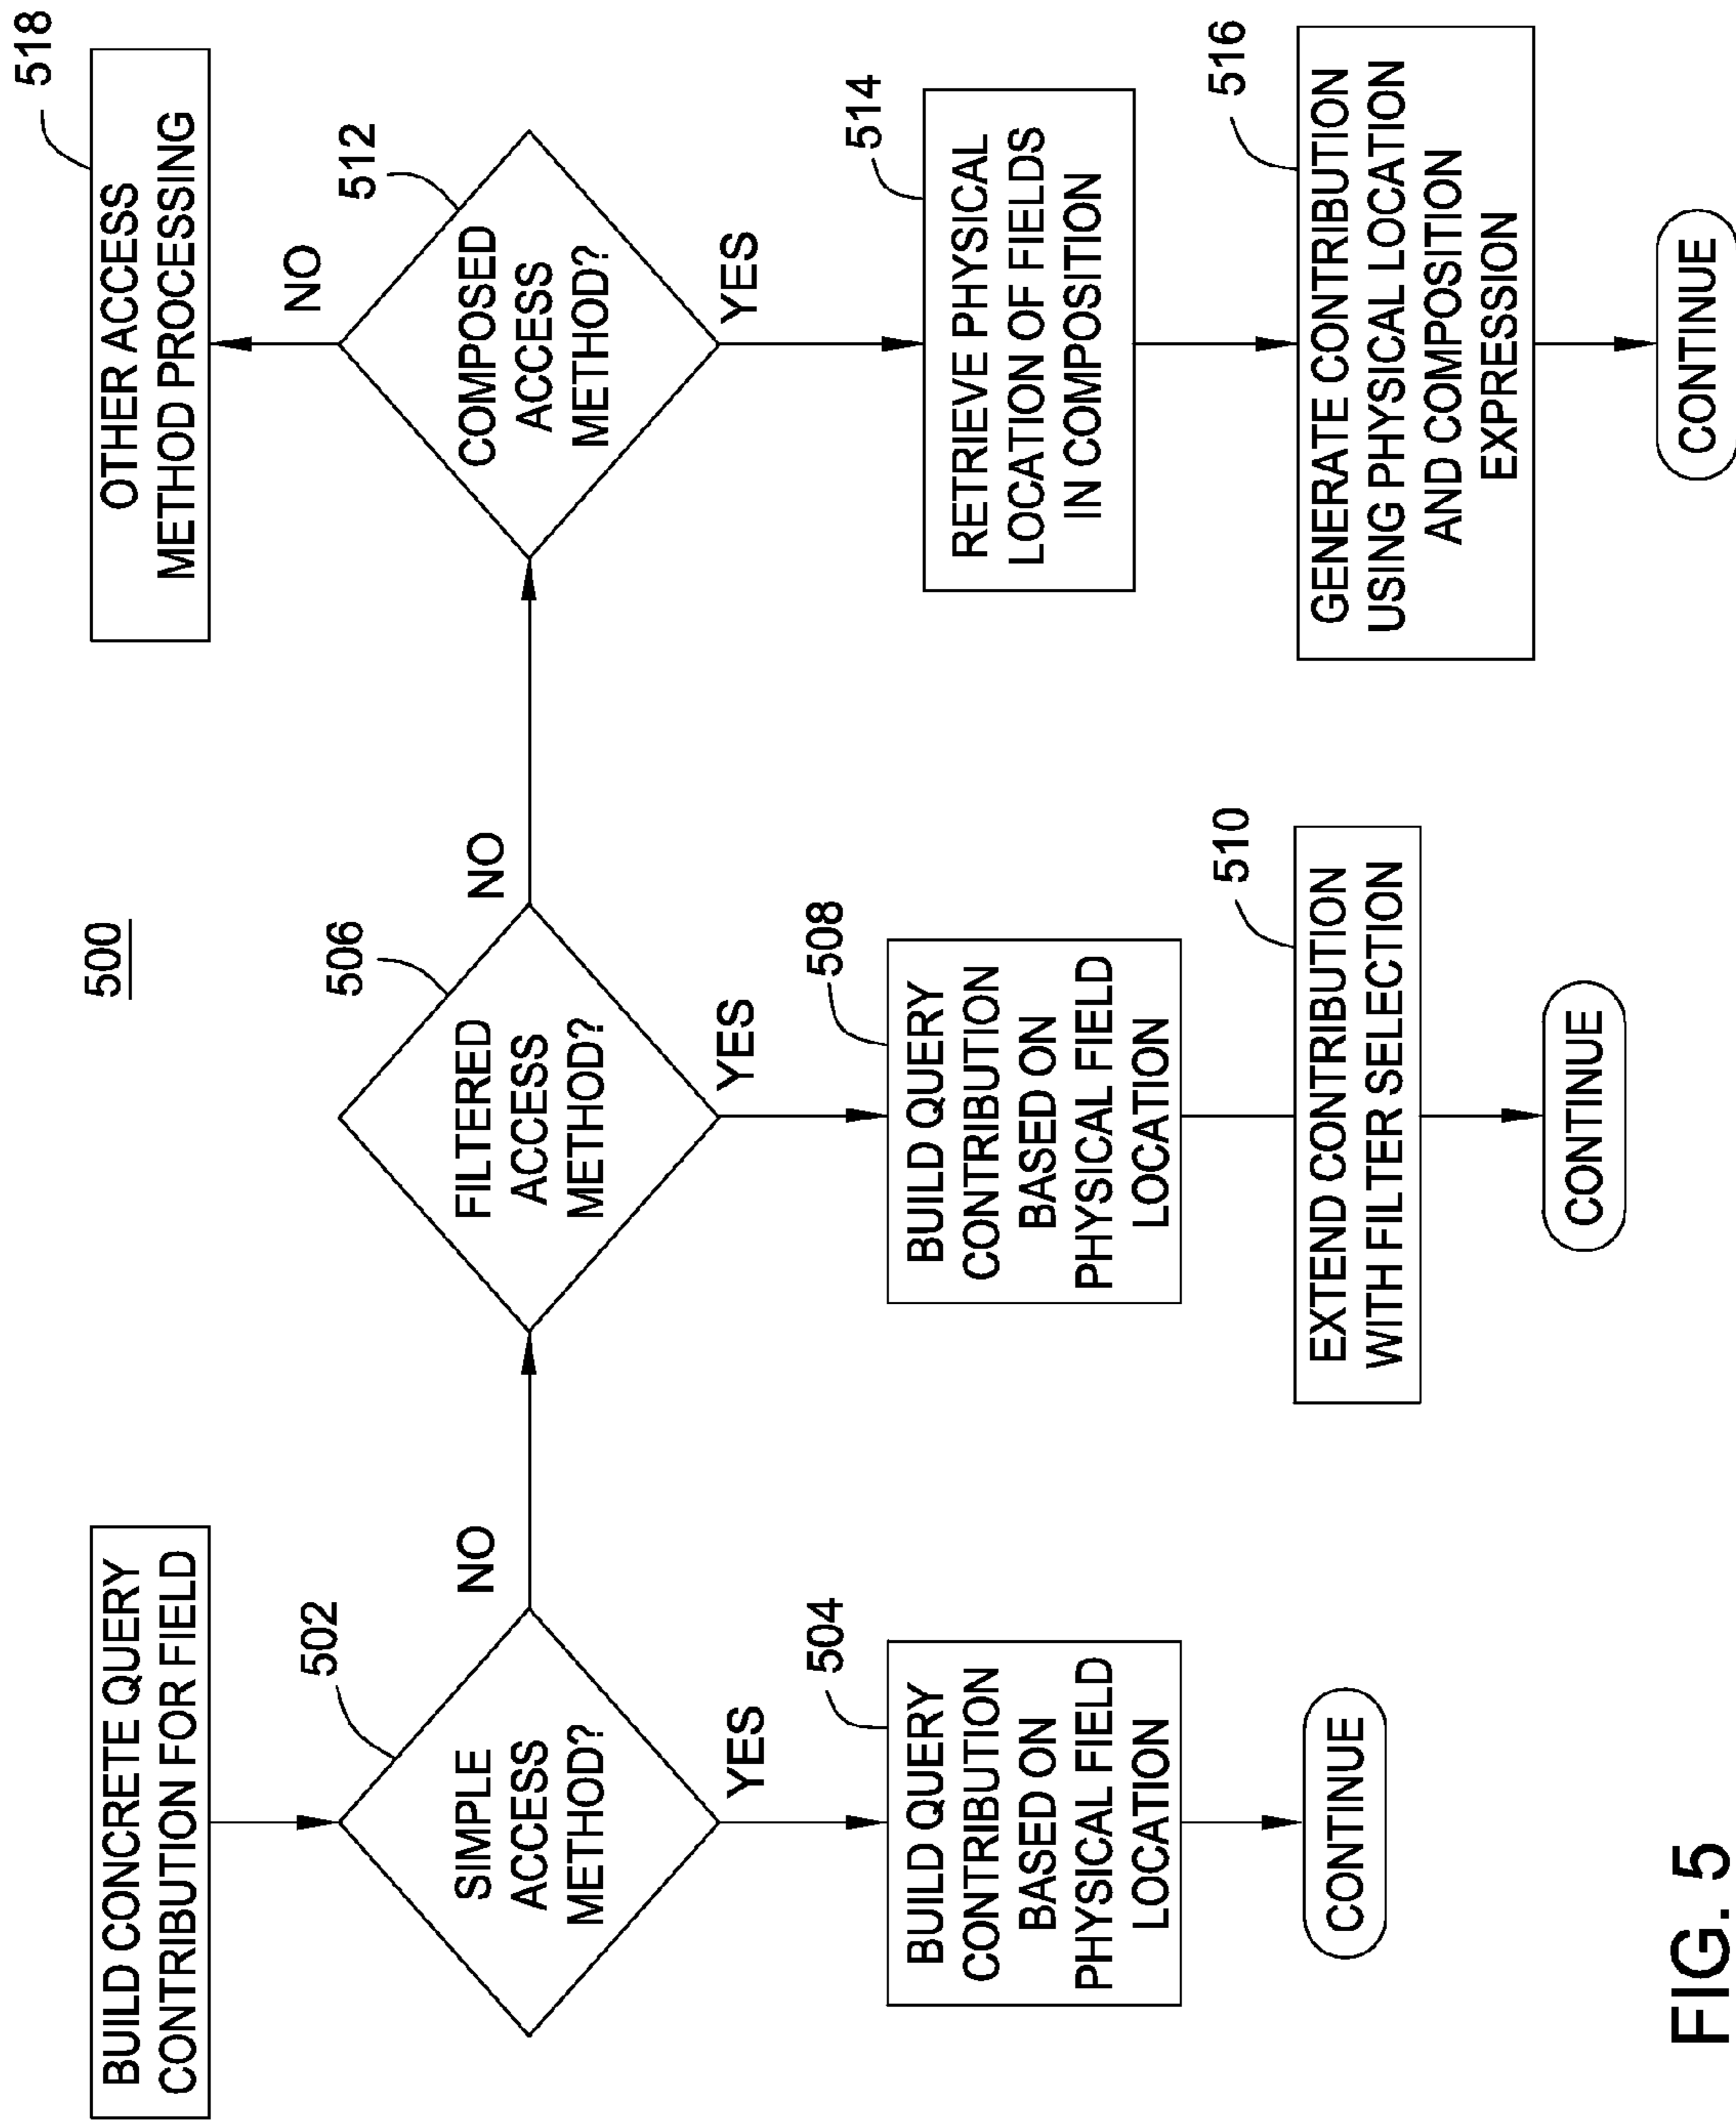 500
BUILD CONCRETE QUERY
CONTRIBUTION FOR FIELD
502
SIMPLE
ACCESS
METHOD?
NO
YES
504
BUILD QUERY
CONTRIBUTION
BASED ON
PHYSICAL FIELD
LOCATION
CONTINUE
506
FILTERED
ACCESS
METHOD?
NO
YES
508
BUILD QUERY
CONTRIBUTION
BASED ON
PHYSICAL FIELD
LOCATION
510
EXTEND CONTRIBUTION
WITH FILTER SELECTION
CONTINUE
512
COMPOSED
ACCESS
METHOD?
NO
518
OTHER ACCESS
METHOD PROCESSING
YES
514
RETRIEVE PHYSICAL
LOCATION OF FIELDS
IN COMPOSITION
516
GENERATE CONTRIBUTION
USING PHYSICAL LOCATION
AND COMPOSITION
EXPRESSION
CONTINUE
FIG. 5